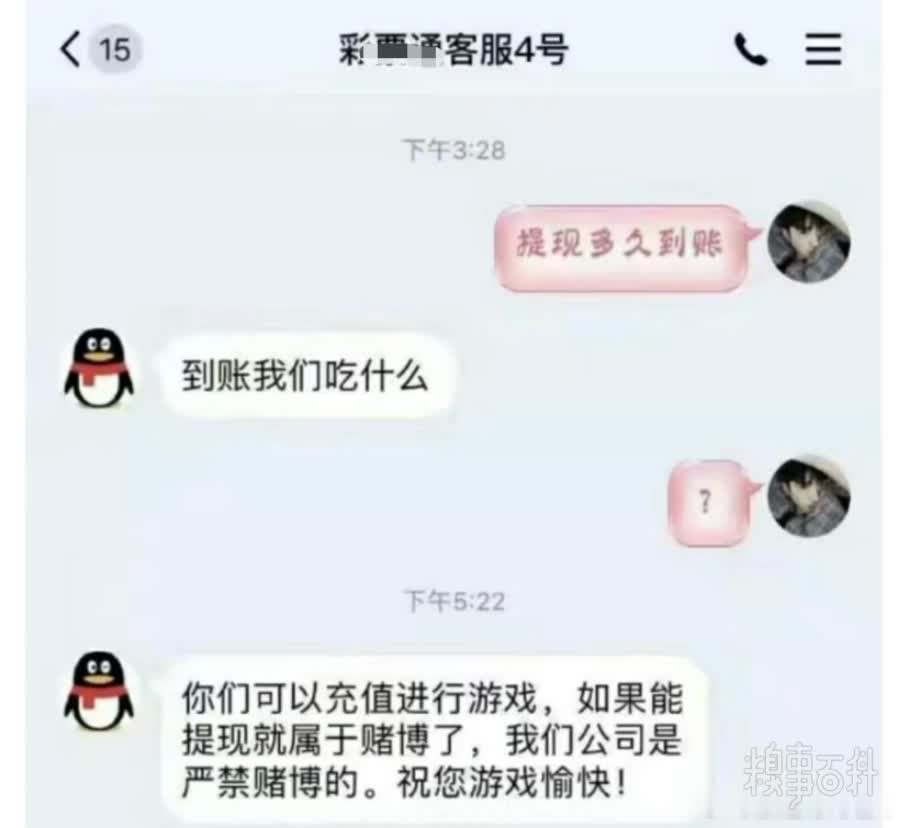 15
彩票通客服4号
下午3:28
提现多久到账
到账我们吃什么
?
下午5:22
你们可以充值进行游戏，如果能
提现就属于赌博了，我们公司是
严禁赌博的。祝您游戏愉快！
糗事百科